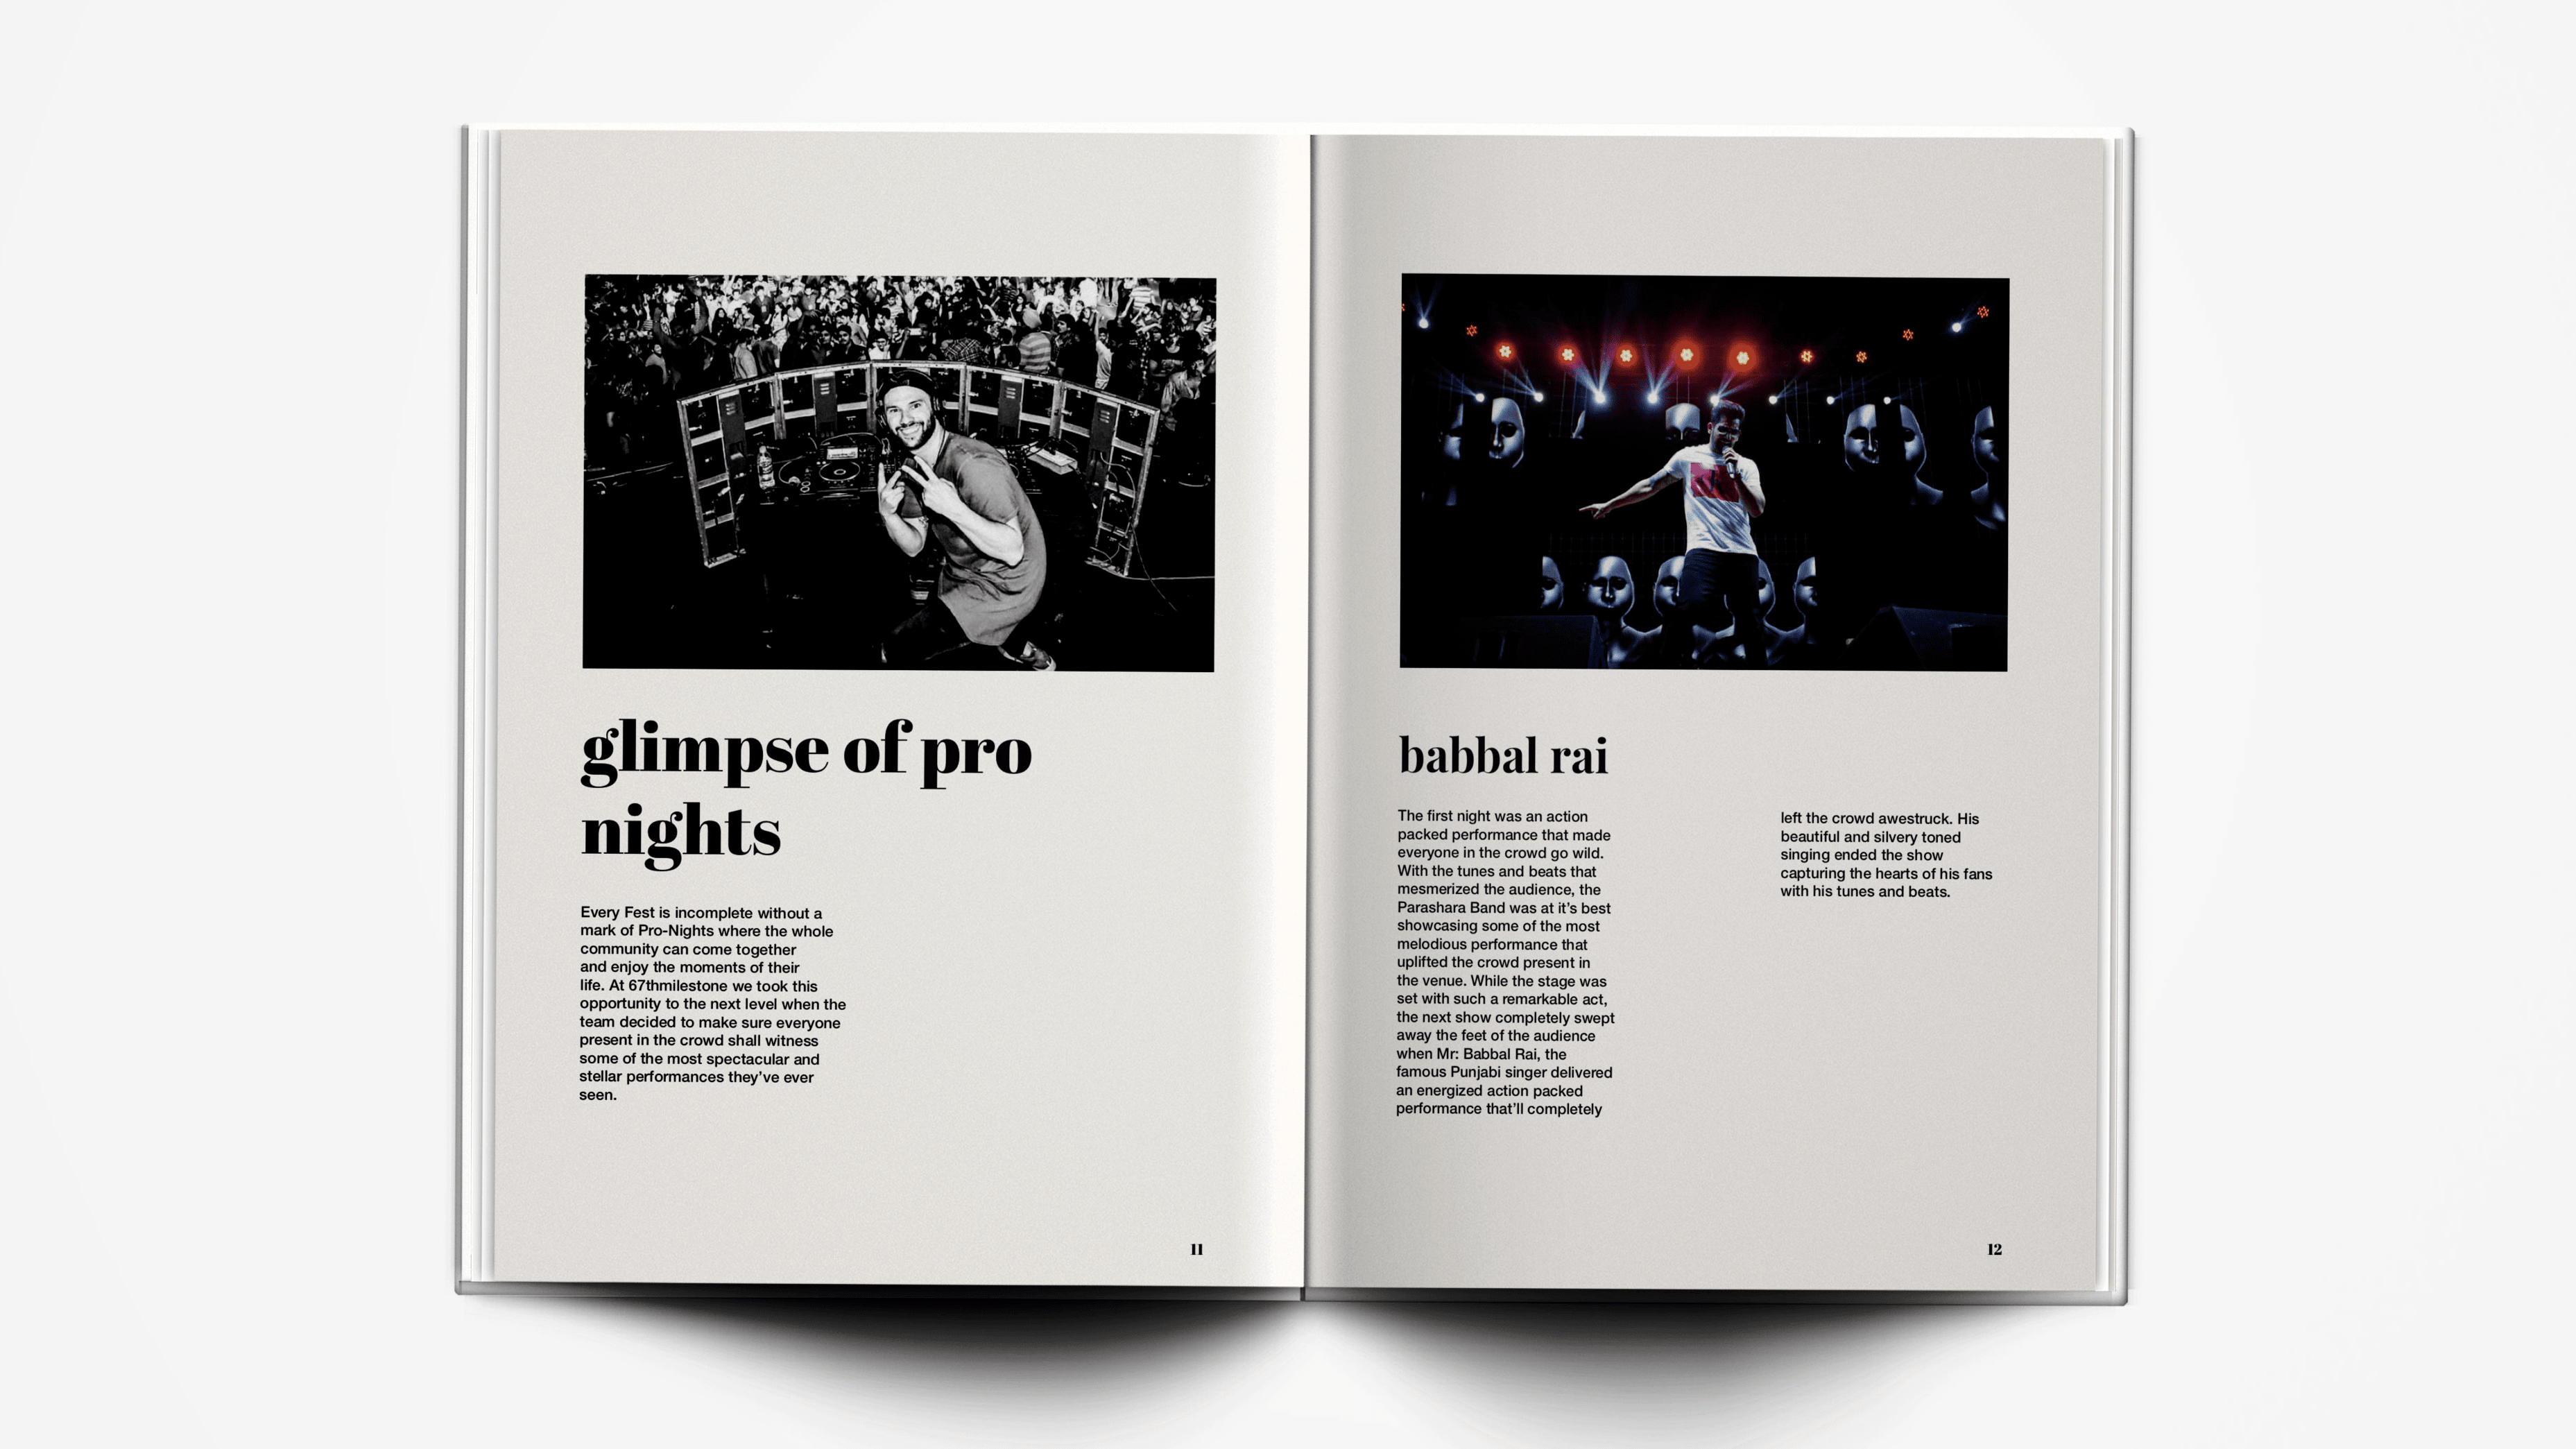 glimpse of pro
nights
Every Fest is incomplete without a
mark of Pro-Nights where the whole
community can come together
and enjoy the moments of their
life. At 67thmilestone we took this
opportunity to the next level when the
team decided to make sure everyone
present in the crowd shall witness
some of the most spectacular and
stellar performances they’ve ever
seen.
11
babbal rai
The first night was an action
packed performance that made
everyone in the crowd go wild.
With the tunes and beats that
mesmerized the audience, the
Parashara Band was at it’s best
showcasing some of the most
melodious performance that
uplifted the crowd present in
the venue. While the stage was
set with such a remarkable act,
the next show completely swept
away the feet of the audience
when Mr: Babbal Rai, the
famous Punjabi singer delivered
an energized action packed
performance that’ll completely
left the crowd awestruck. His
beautiful and silvery toned
singing ended the show
capturing the hearts of his fans
with his tunes and beats.
12